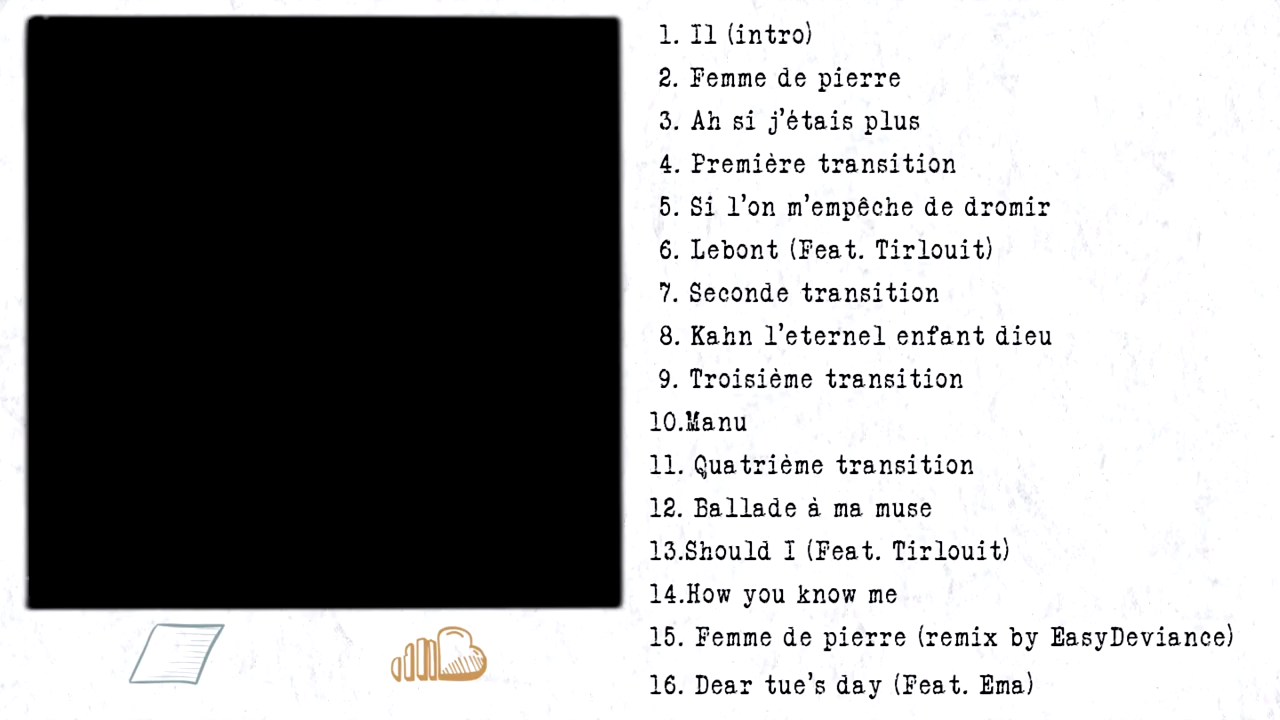 1. Il (intro)
2. Femme de pierre
3. Ah si j'étais plus
4. Première transition
5. Si l'on m'empêche de dromir
6. Lebont (Feat. Tirlouit)
7. Seconde transition
8. Kahn l'eternel enfant dieu
9. Troisième transition
10.Manu
11. Quatrième transition
12. Ballade à ma muse
13.Should I (Feat. Tirlouit)
14.How you know me
15. Femme de pierre (remix by EasyDeviance)
16. Dear tue's day (Feat. Ema)